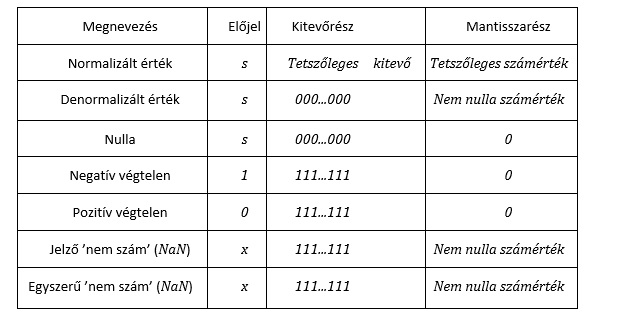 Megnevezés Előjel Kitevőrész Mantisszarész
Normalizált érték s Tetszőleges kitevő Tetszőleges számérték
Denormalizált érték s 000...000 Nem nulla számérték
Nulla s 000...000 0
Negatív végtelen 1 111...111 0
Pozitív végtelen 0 111...111 0
Jelző ’nem szám’ (NaN) x 111...111 Nem nulla számérték
Egyszerű ’nem szám’ (NaN) x 111...111 Nem nulla számérték